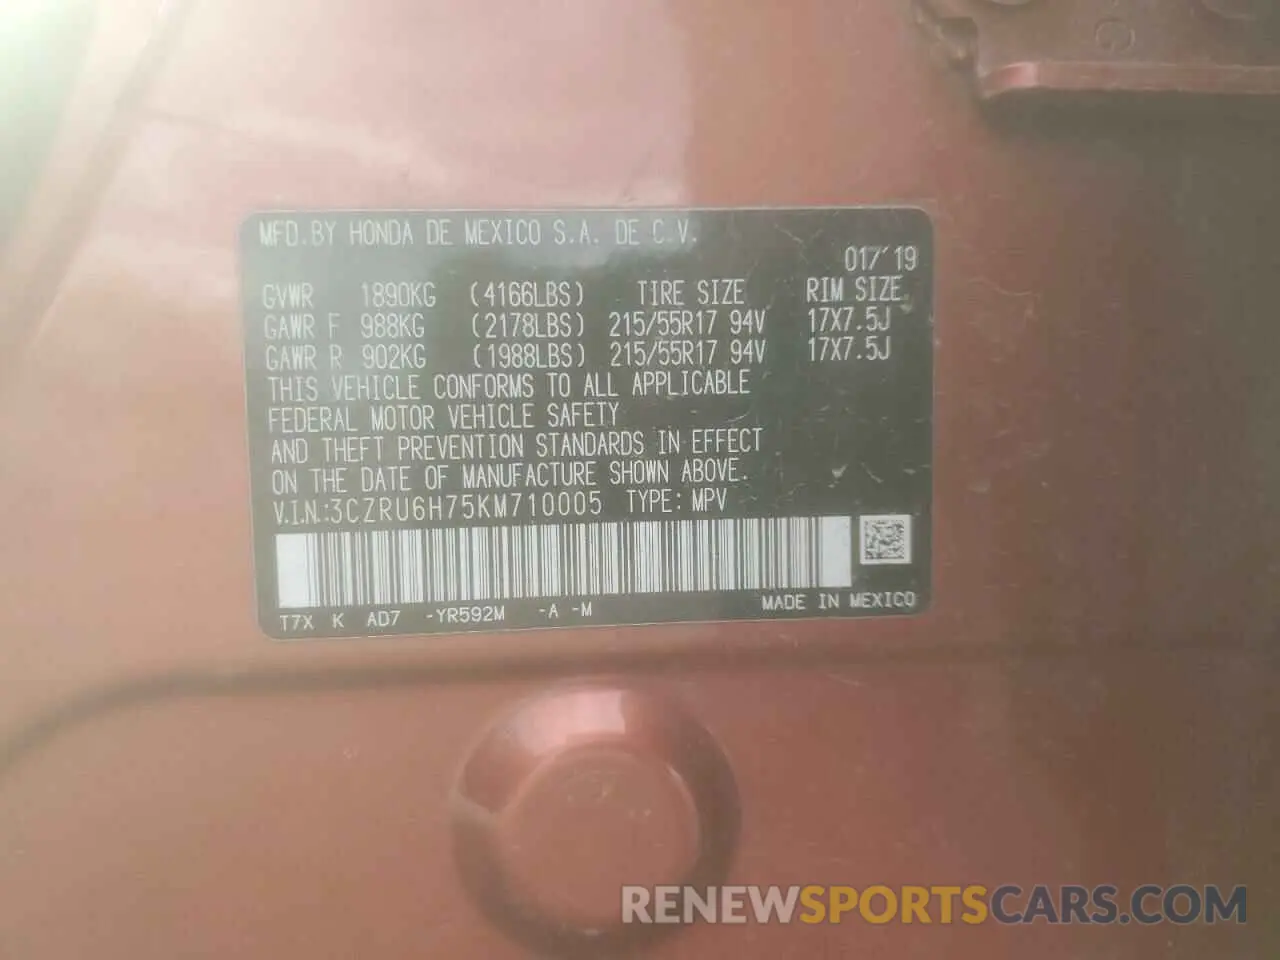 MFD.BY HONDA DE MEXICO S.A. DE C.V.
017'19
GVWR 1890KG (4166LBS) TIRE SIZE RIM SIZE
GAWR F 988KG (2178LBS) 215/55R17 94V 17X7.5J
GAWR R 902KG (1988LBS) 215/55R17 94V 17X7.5J
THIS VEHICLE CONFORMS TO ALL APPLICABLE
FEDERAL MOTOR VEHICLE SAFETY
AND THEFT PREVENTION STANDARDS IN EFFECT
ON THE DATE OF MANUFACTURE SHOWN ABOVE.
V.I.N.:3CZRU6H75KM710005 TYPE: MPV
T7X K AD7 -YR592M -A -M MADE IN MEXICO
RENEWSPORTSCARS.COM